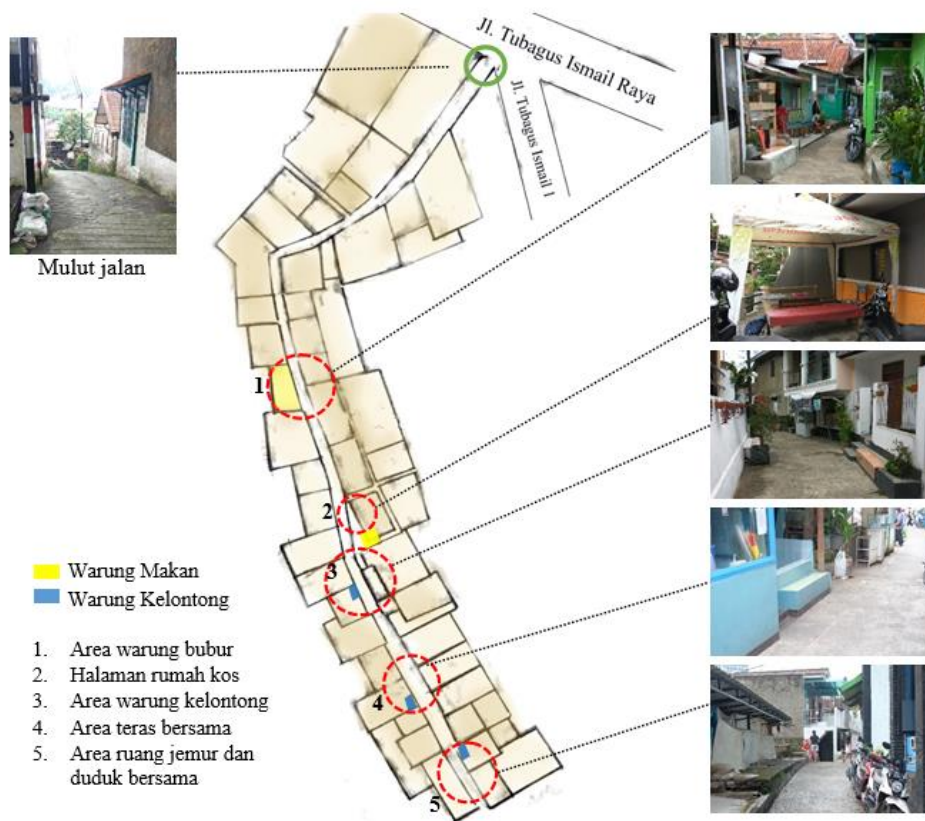 Jl. Tubagus Ismail Raya
Jl. Tubagus Ismail I
Mulut jalan
1
2
3
4
5
Warung Makan
Warung Kelontong
1. Area warung bubur
2. Halaman rumah kos
3. Area warung kelontong
4. Area teras bersama
5. Area ruang jemur dan
duduk bersama